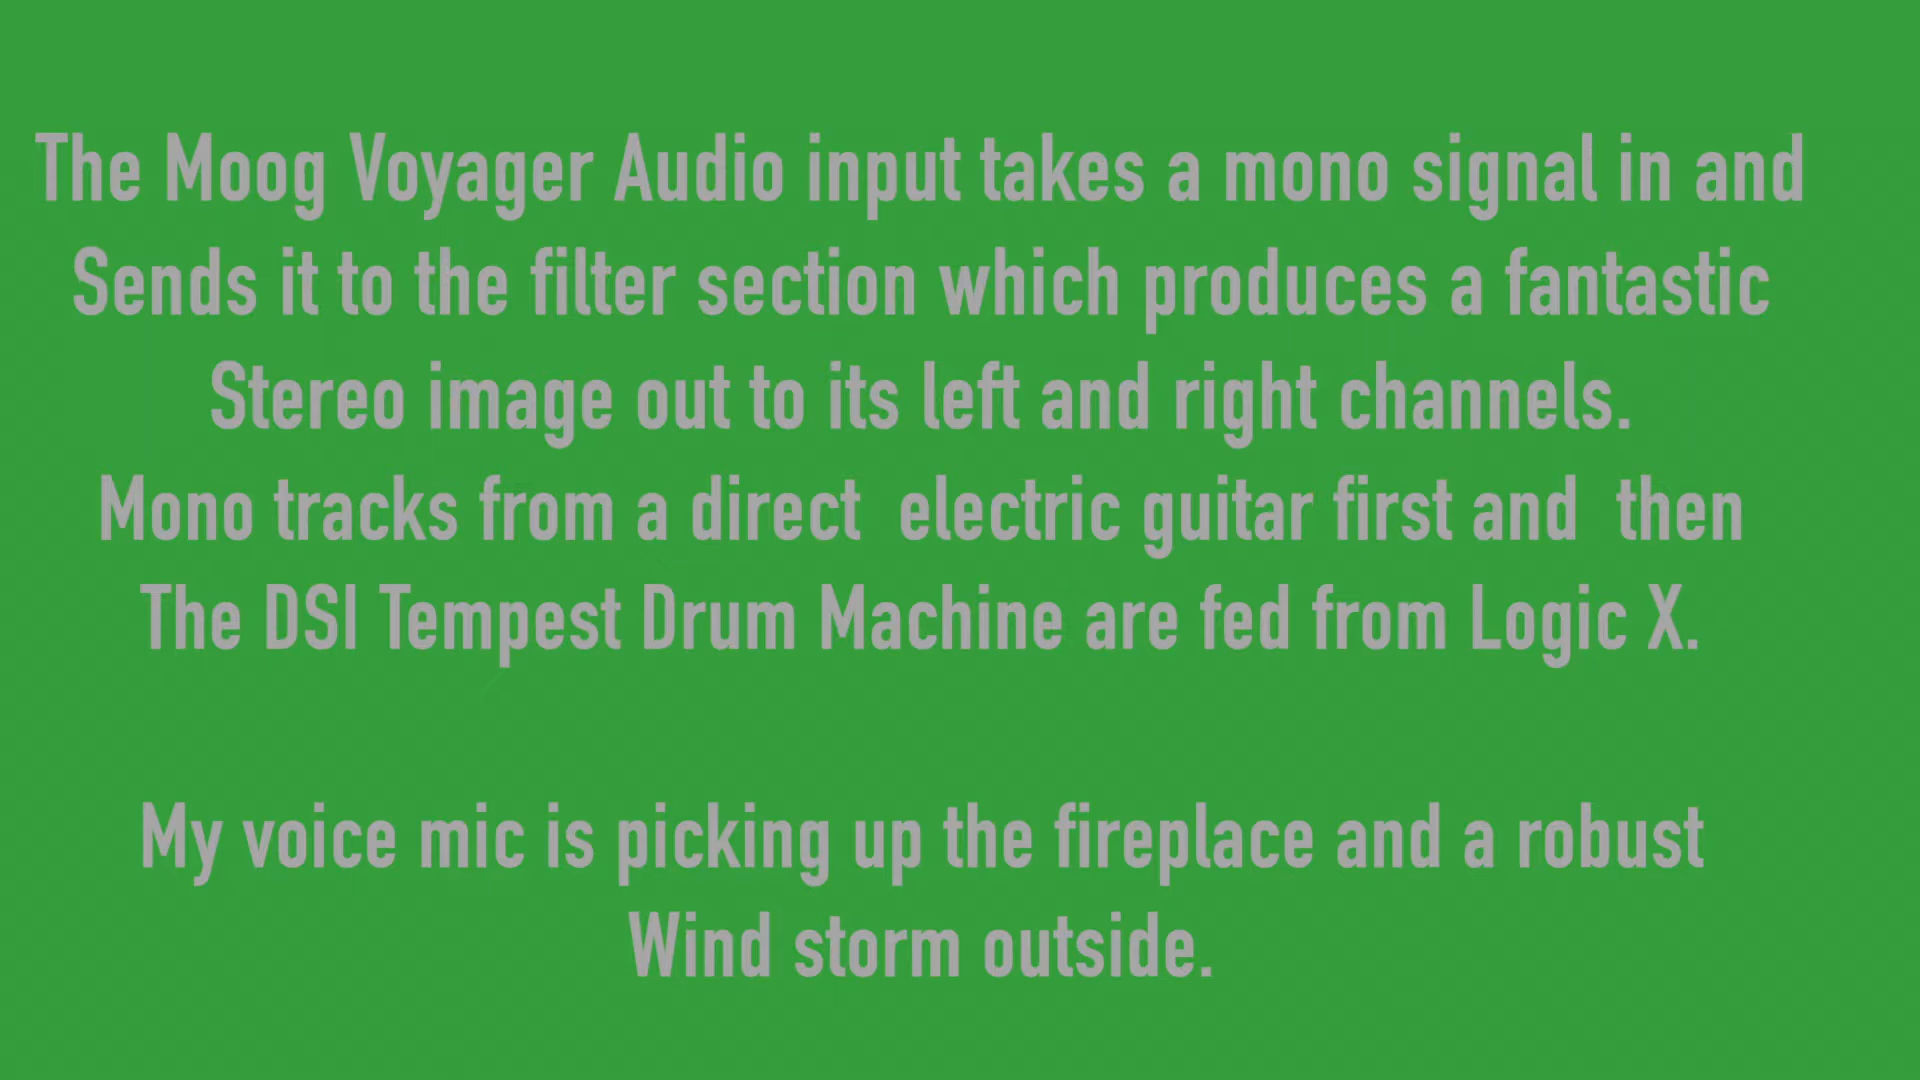 The Moog Voyager Audio input takes a mono signal in and
Sends it to the filter section which produces a fantastic
Stereo image out to its left and right channels.
Mono tracks from a direct  electric guitar first and  then
The DSI Tempest Drum Machine are fed from Logic X.
My voice mic is picking up the fireplace and a robust
Wind storm outside.